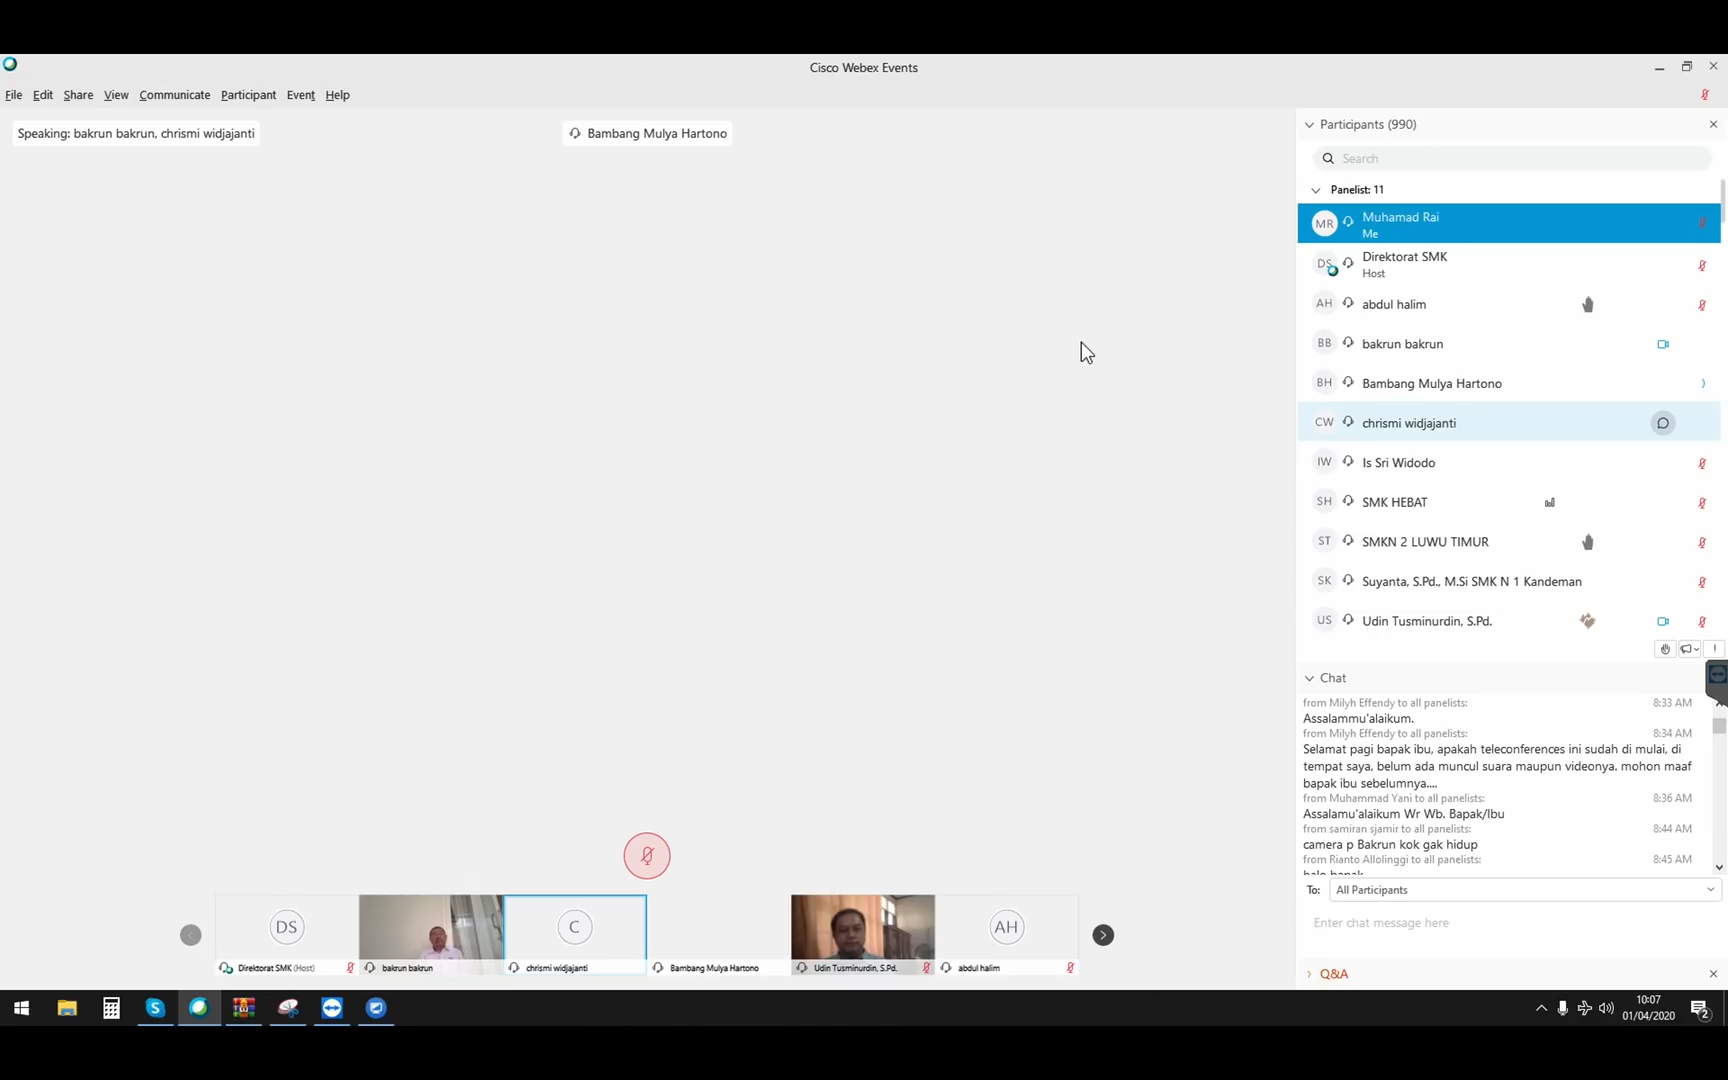 Cisco Webex Events
File Edit Share View Communicate Participant Event Help
Speaking: bakrun bakrun, chrismi widjajanti
Bambang Mulya Hartono
Participants (990)
Search
Panelist: 11
MR Muhamad Rai
Me
DS Direktorat SMK
Host
AH abdul halim
BB bakrun bakrun
BH Bambang Mulya Hartono
CW chrismi widjajanti
IW Is Sri Widodo
SH SMK HEBAT
ST SMKN 2 LUWU TIMUR
SK Suyanta, S.Pd., M.Si SMK N 1 Kandeman
US Udin Tusminurdin, S.Pd.
Chat
from Milyh Effendy to all panelists: 8:33 AM
Assalammu'alaikum.
from Milyh Effendy to all panelists: 8:34 AM
Selamat pagi bapak ibu, apakah teleconferences ini sudah di mulai, di
tempat saya, belum ada muncul suara maupun videonya. mohon maaf
bapak ibu sebelumnya....
from Muhammad Yani to all panelists: 8:36 AM
Assalamu'alaikum Wr Wb. Bapak/Ibu
from samiran sjamir to all panelists: 8:44 AM
camera p Bakrun kok gak hidup
from Rianto Allolinggi to all panelists: 8:45 AM
halo bapak
To: All Participants
Enter chat message here
Q&A
DS
Direktorat SMK (Host)
bakrun bakrun
C
chrismi widjajanti
Bambang Mulya Hartono
Udin Tusminurdin, S.Pd.
AH
abdul halim
10:07
01/04/2020
2